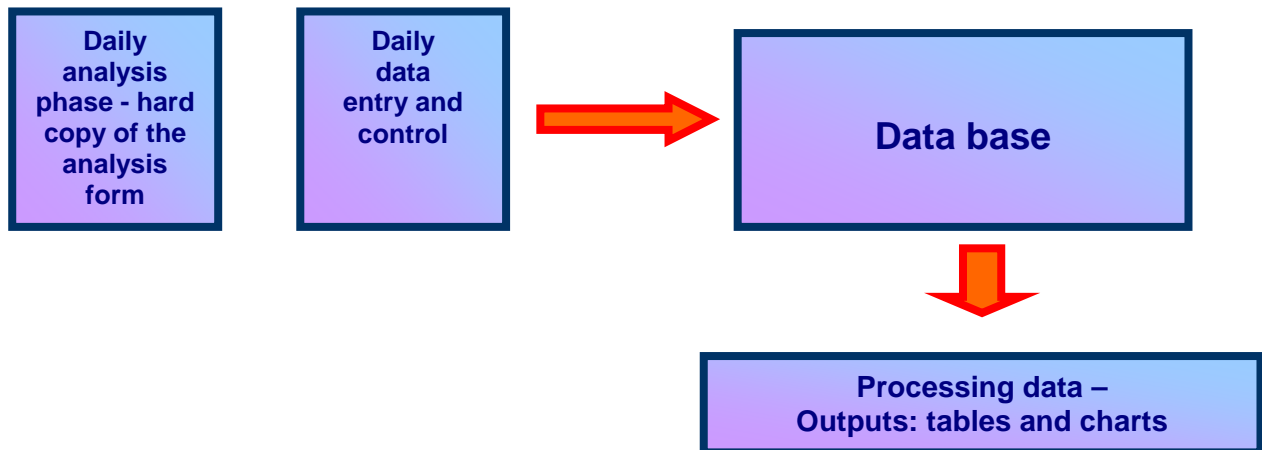 Daily
analysis
phase - hard
copy of the
analysis
form
Daily
data
entry and
control
Data base
Processing data –
Outputs: tables and charts